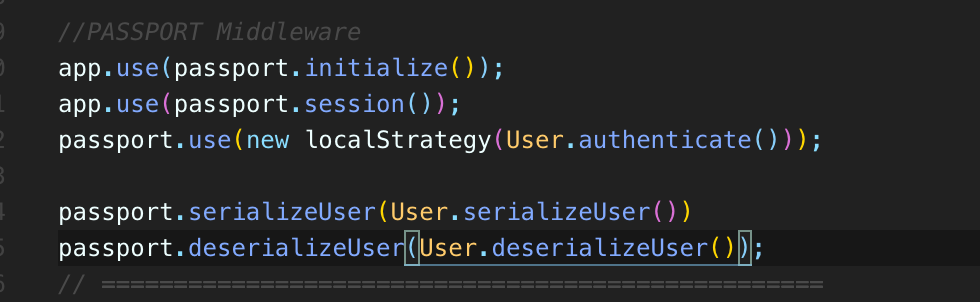 //PASSPORT Middleware
app.use(passport.initialize());
app.use(passport.session());
passport.use(new localStrategy(User.authenticate()));
passport.serializeUser(User.serializeUser())
passport.deserializeUser(User.deserializeUser());
// ==================================================